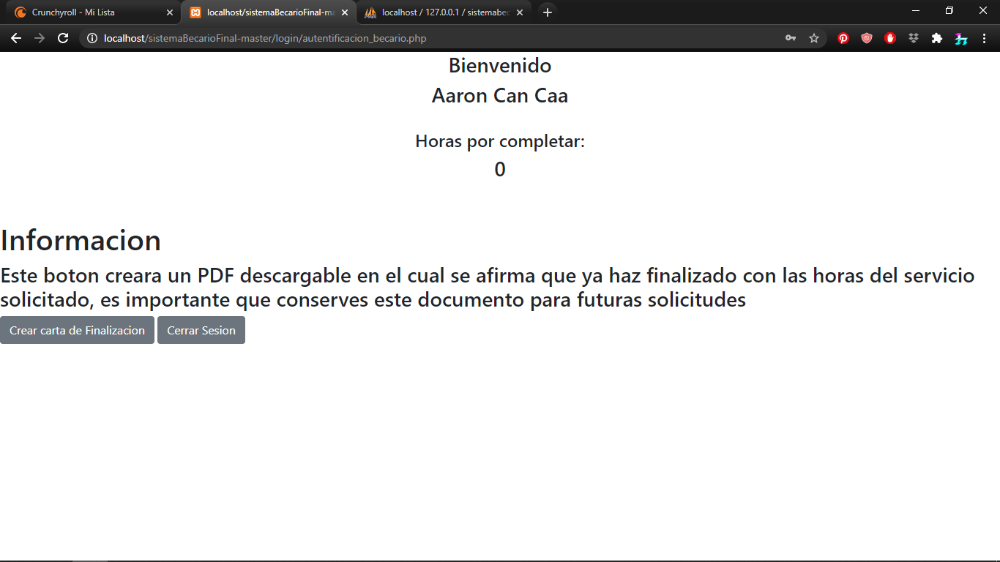 Crunchyroll - Mi Lista
localhost/sistemaBecarioFinal-ma
localhost / 127.0.0.1 / sistemabec
localhost/sistemaBecarioFinal-master/login/autentificacion_becario.php
Bienvenido
Aaron Can Caa
Horas por completar:
0
Informacion
Este boton creara un PDF descargable en el cual se afirma que ya haz finalizado con las horas del servicio
solicitado, es importante que conserves este documento para futuras solicitudes
Crear carta de Finalizacion Cerrar Sesion